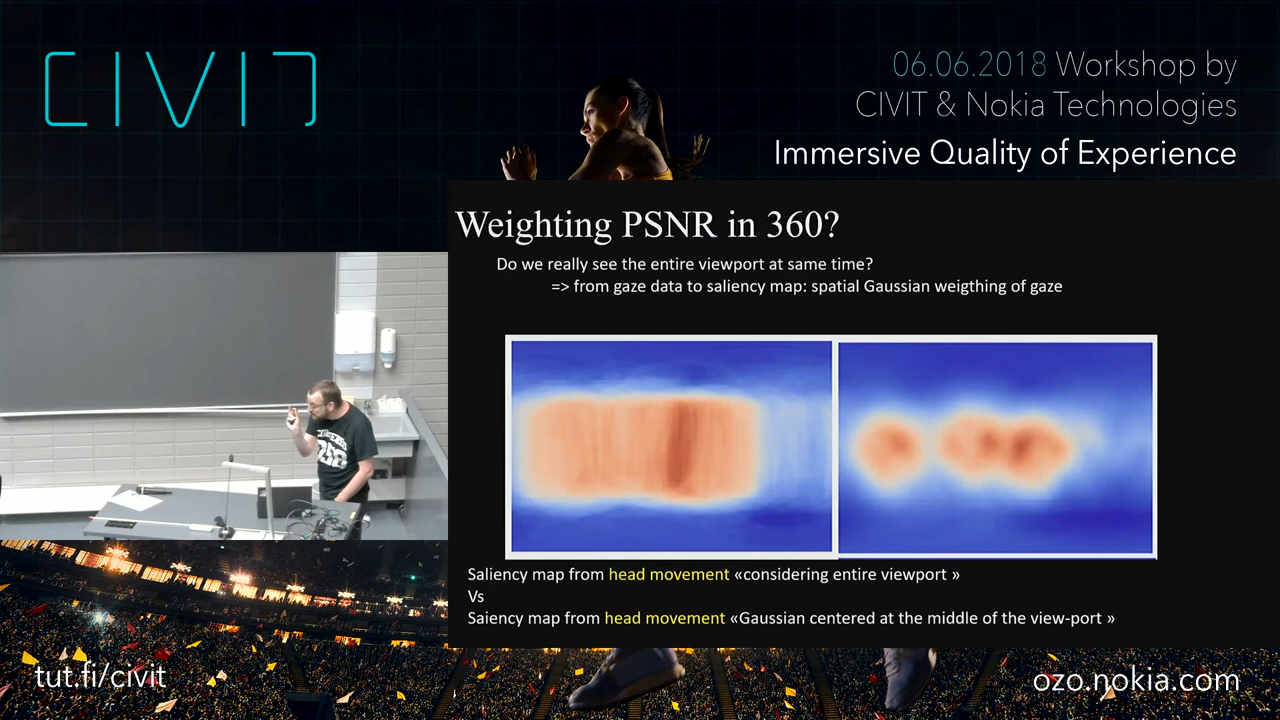 CIVIT
06.06.2018 Workshop by
CIVIT & Nokia Technologies
Immersive Quality of Experience
Weighting PSNR in 360?
Do we really see the entire viewport at same time?
=> from gaze data to saliency map: spatial Gaussian weigthing of gaze
Saliency map from head movement «considering entire viewport »
Vs
Saiency map from head movement «Gaussian centered at the middle of the view-port »
tut.fi/civit
ozo.nokia.com